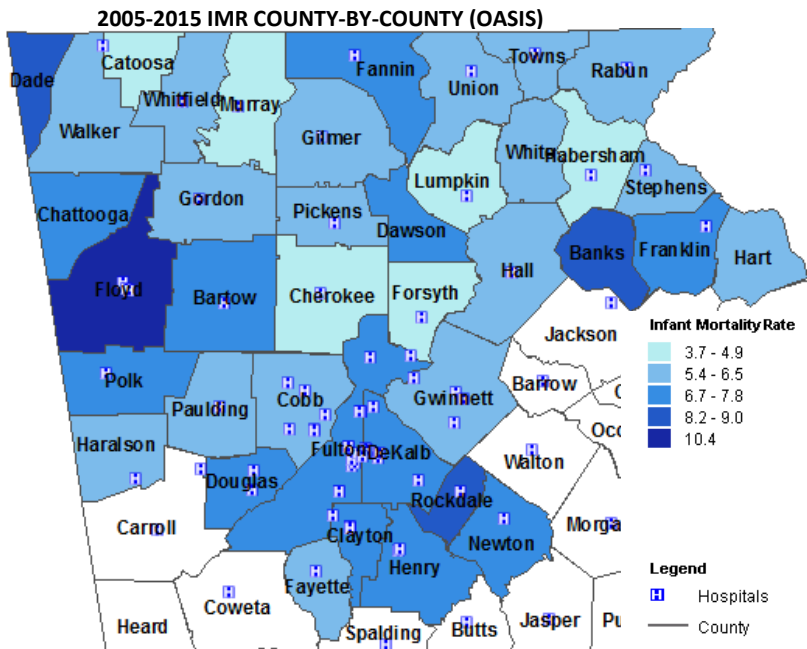 2005-2015 IMR COUNTY-BY-COUNTY (OASIS)
Dade
Catoosa
Whitfield
Murray
Fannin
Union
Towns
Rabun
Walker
Gilmer
Lumpkin
White
Habersham
Stephens
Chattooga
Gordon
Pickens
Dawson
Hall
Banks
Franklin
Hart
Floyd
Bartow
Cherokee
Forsyth
Jackson
Infant Mortality Rate
3.7 - 4.9
5.4 - 6.5
6.7 - 7.8
8.2 - 9.0
10.4
Polk
Paulding
Cobb
Gwinnett
Barrow
Haralson
Fulton
DeKalb
Walton
Occ
Douglas
Rockdale
Carroll
Clayton
Newton
Morga
Henry
Fayette
Coweta
Heard
Spalding
Butts
Jasper
Pu
Legend
H Hospitals
County